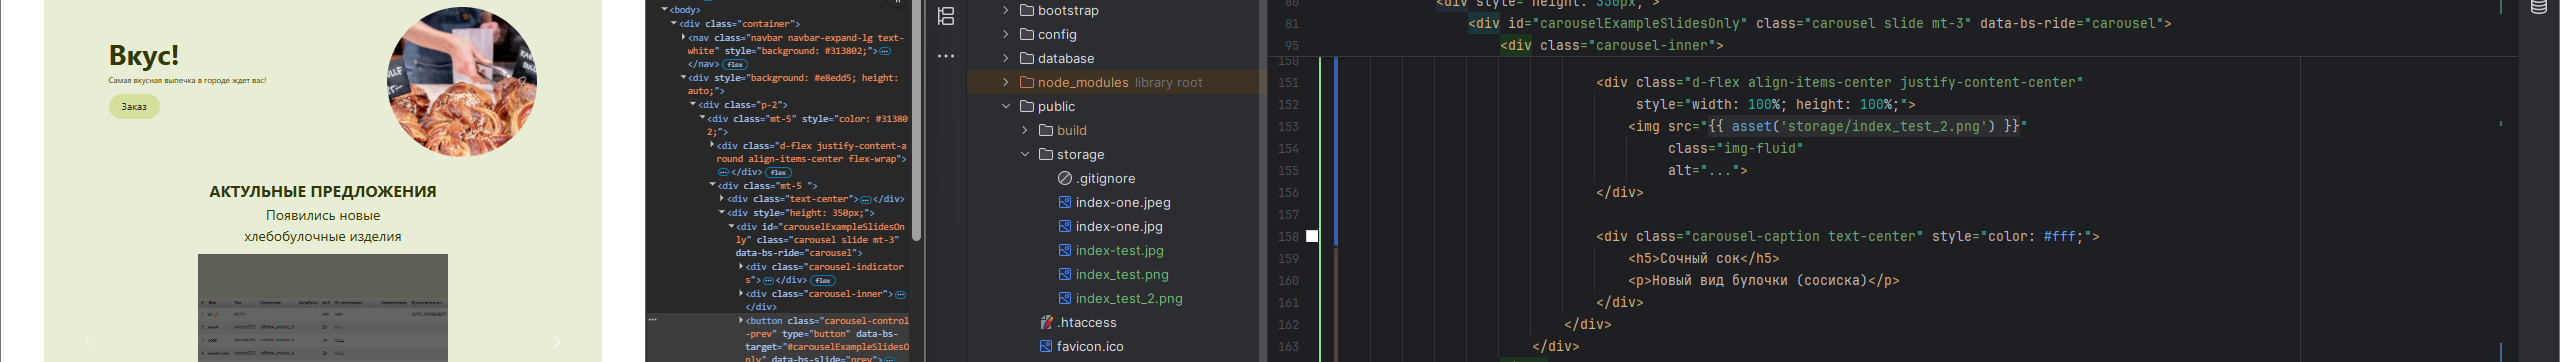 Вкус!
Самая вкусная выпечка в городе ждет вас!
Заказ
АКТУЛЬНЫЕ ПРЕДЛОЖЕНИЯ
Появились новые
хлебобулочные изделия
<body>
<div class="container">
<nav class="navbar navbar-expand-lg text-
white" style="background: #313802;">
</nav> flex
<div style="background: #e8edd5; height:
auto;">
<div class="p-2">
<div class="mt-5" style="color: #31380
2;">
<div class="d-flex justify-content-a
round align-items-center flex-wrap">
</div> flex
<div class="mt-5 ">
<div class="text-center"></div>
<div style="height: 350px;">
<div id="carouselExampleSlidesOn
ly" class="carousel slide mt-3"
data-bs-ride="carousel">
<div class="carousel-indicator
s"></div> flex
<div class="carousel-inner">
</div>
<button class="carousel-control
-prev" type="button" data-bs-
target="#carouselExampleSlidesO
nly" data-bs-slide="prev">
bootstrap
config
database
node_modules library root
public
build
storage
.gitignore
index-one.jpeg
index-one.jpg
index-test.jpg
index_test.png
index_test_2.png
.htaccess
favicon.ico
80 <div style="height: 350px;">
81 <div id="carouselExampleSlidesOnly" class="carousel slide mt-3" data-bs-ride="carousel">
95 <div class="carousel-inner">
150
151 <div class="d-flex align-items-center justify-content-center"
152 style="width: 100%; height: 100%;">
153 <img src="{{ asset('storage/index_test_2.png') }}"
154 class="img-fluid"
155 alt="...">
156 </div>
157
158 <div class="carousel-caption text-center" style="color: #fff;">
159 <h5>Сочный сок</h5>
160 <p>Новый вид булочки (сосиска)</p>
161 </div>
162 </div>
163 </div>